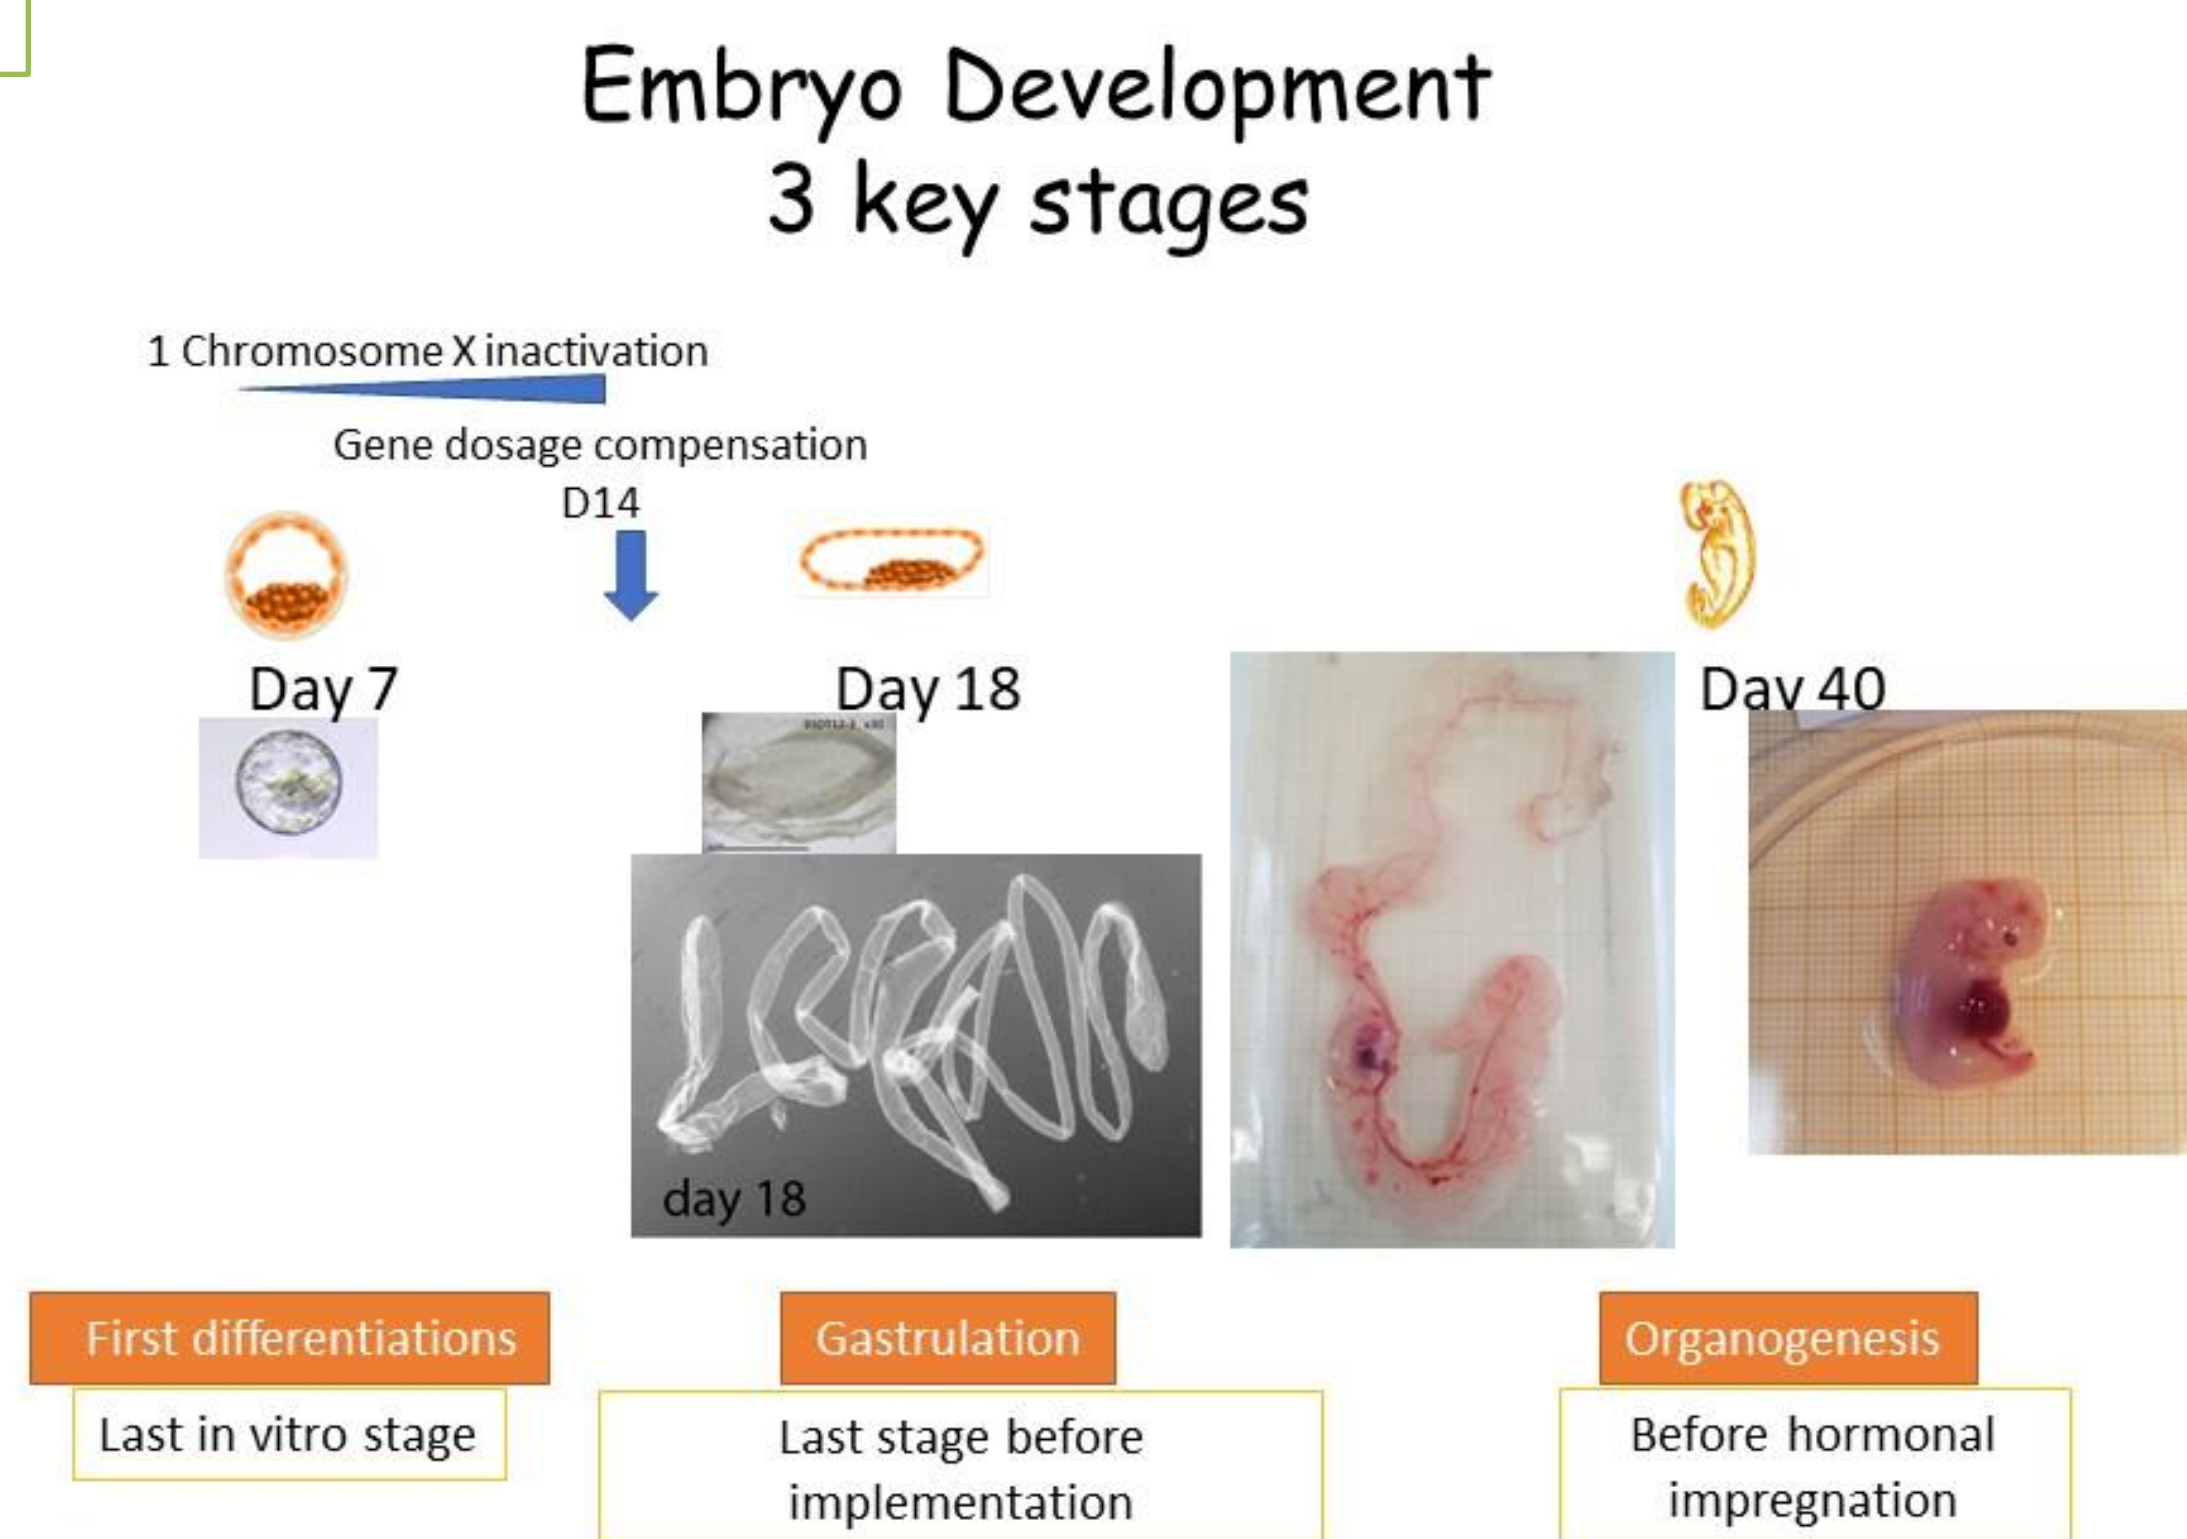 Embryo Development
3 key stages
1 Chromosome X inactivation
Gene dosage compensation
D14
Day 7
Day 18
Day 40
day 18
First differentiations
Gastrulation
Organogenesis
Last in vitro stage
Last stage before
implementation
Before hormonal
impregnation